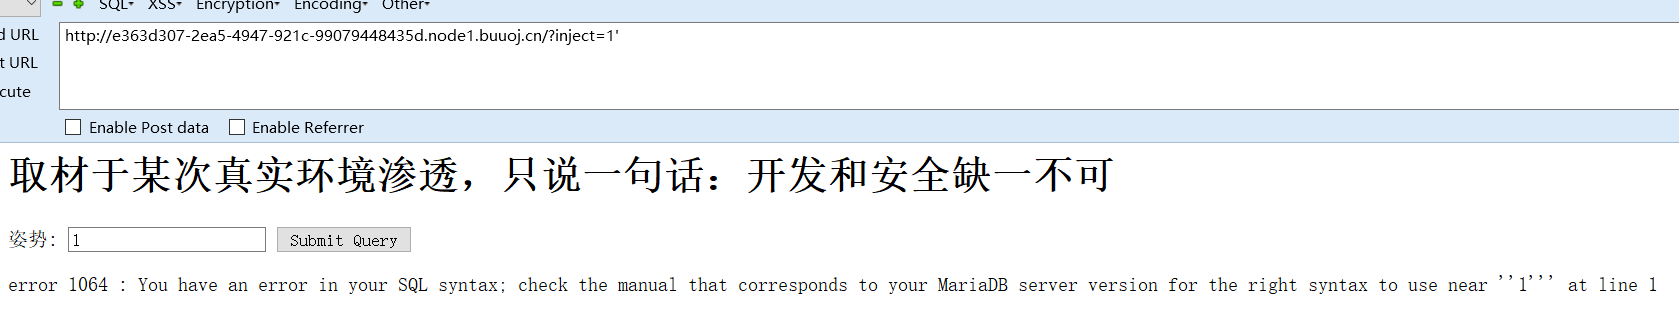 SQL XSS Encryption Encoding Other
d URL
http://e363d307-2ea5-4947-921c-99079448435d.node1.buuoj.cn/?inject=1'
t URL
cute
Enable Post data Enable Referrer
取材于某次真实环境渗透，只说一句话：开发和安全缺一不可
姿势: 1 Submit Query
error 1064 : You have an error in your SQL syntax; check the manual that corresponds to your MariaDB server version for the right syntax to use near ''1''' at line 1